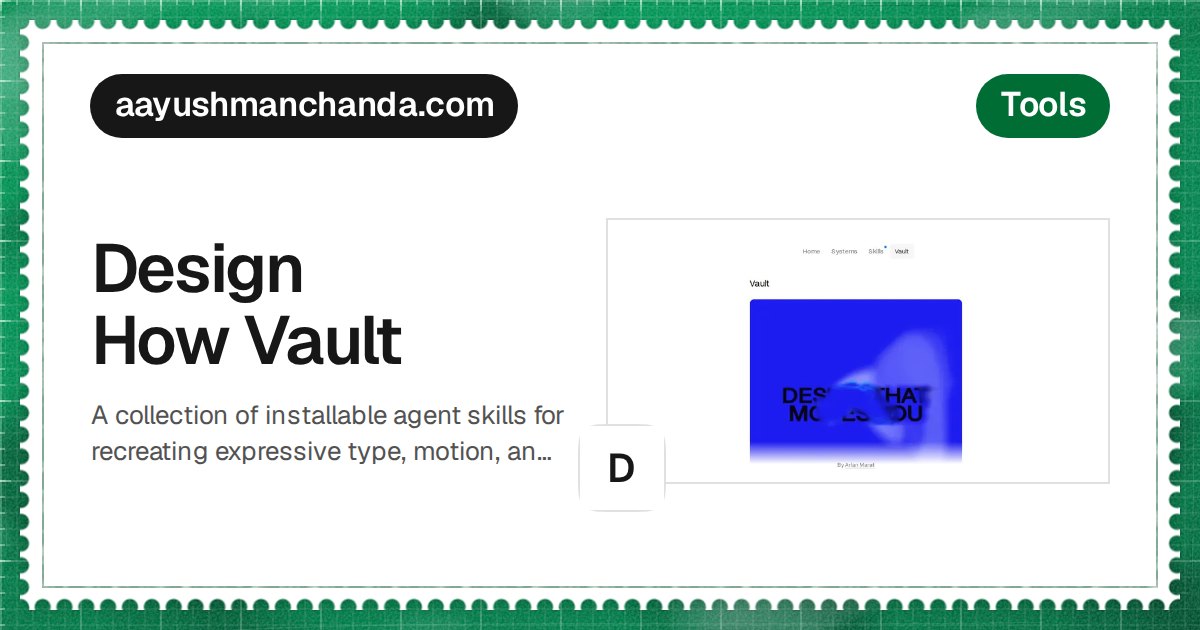 aayushmanchanda.com
Tools
Design
How Vault
A collection of installable agent skills for
recreating expressive type, motion, an...
Home Systems Skills Vault
Vault
By Arlan Marat
D